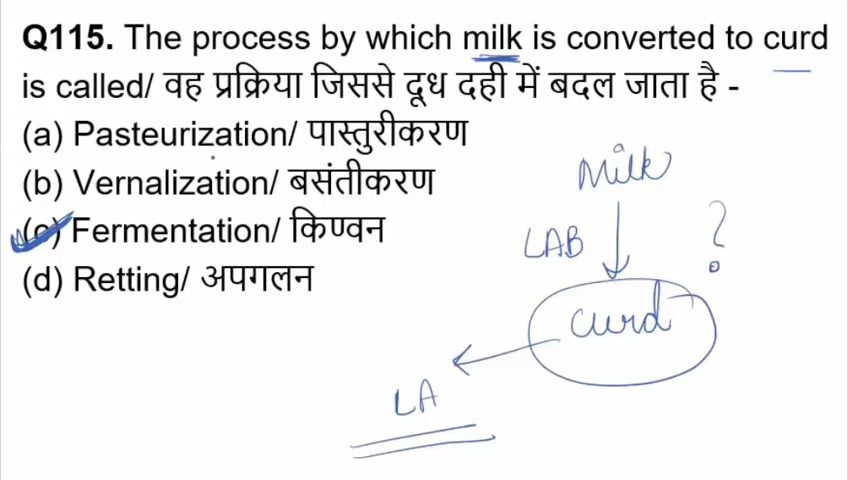 Q115. The process by which milk is converted to curd
is called/ वह प्रक्रिया जिससे दूध दही में बदल जाता है -
(a) Pasteurization/ पास्तुरीकरण
(b) Vernalization/ बसंतीकरण
(c) Fermentation/ किण्वन
(d) Retting/ अपगलन
Milk
LAB ?
curd
LA